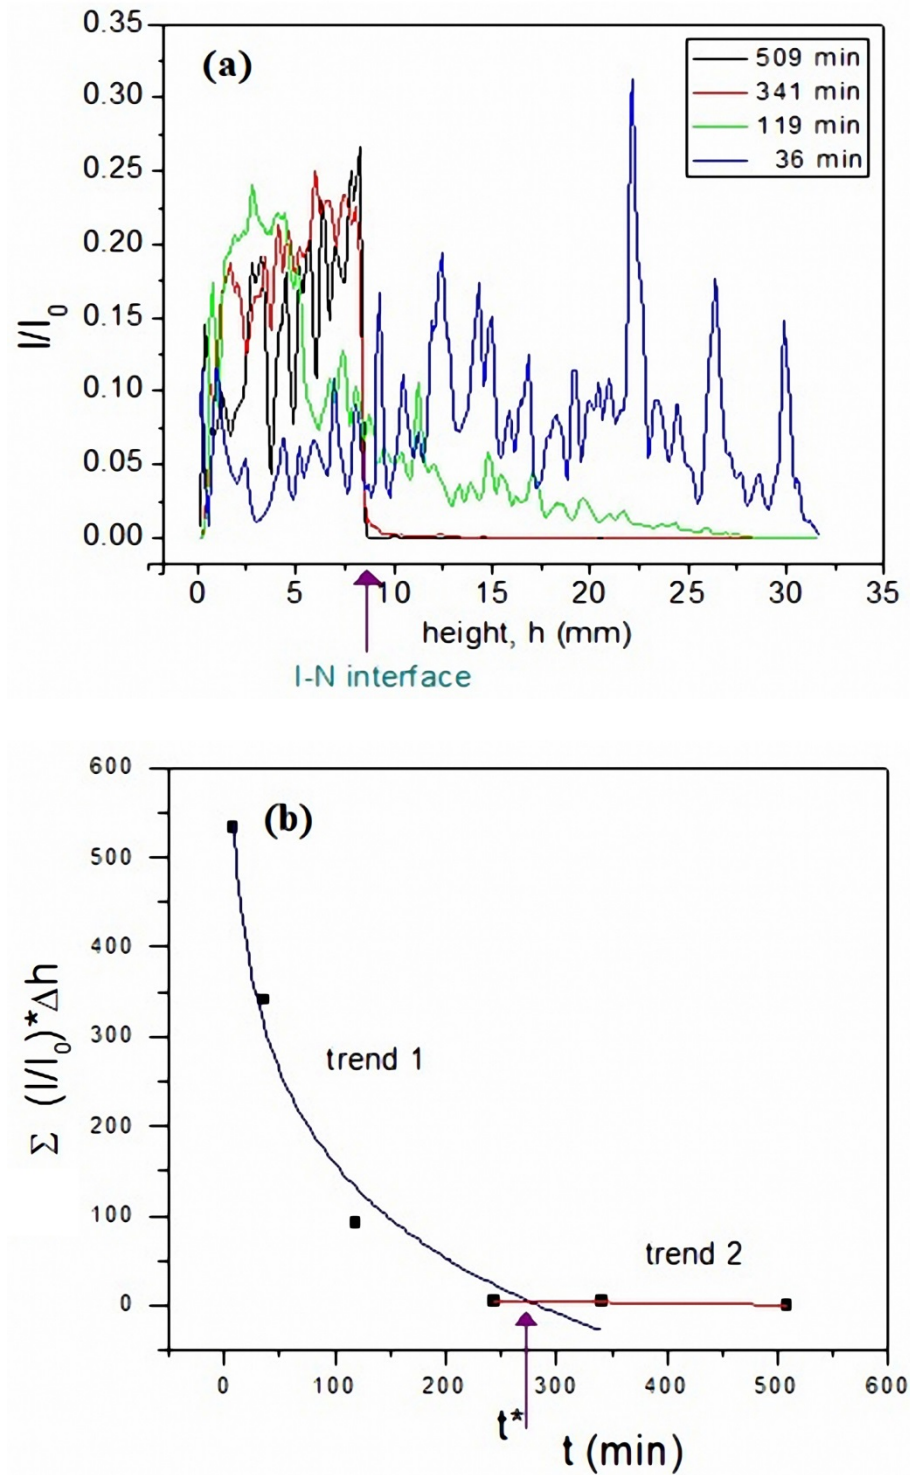 0.35
(a)
509 min
0.30
341 min
119 min
0.25
36 min
0.20
I/I0
0.15
0.10
0.05
0.00
0 5 10 15 20 25 30 35
height, h (mm)
I-N interface
600
(b)
500
400
Σ (I/I0)*Δh
300
trend 1
200
100
trend 2
0
0 100 200 300 400 500 600
t*
t (min)